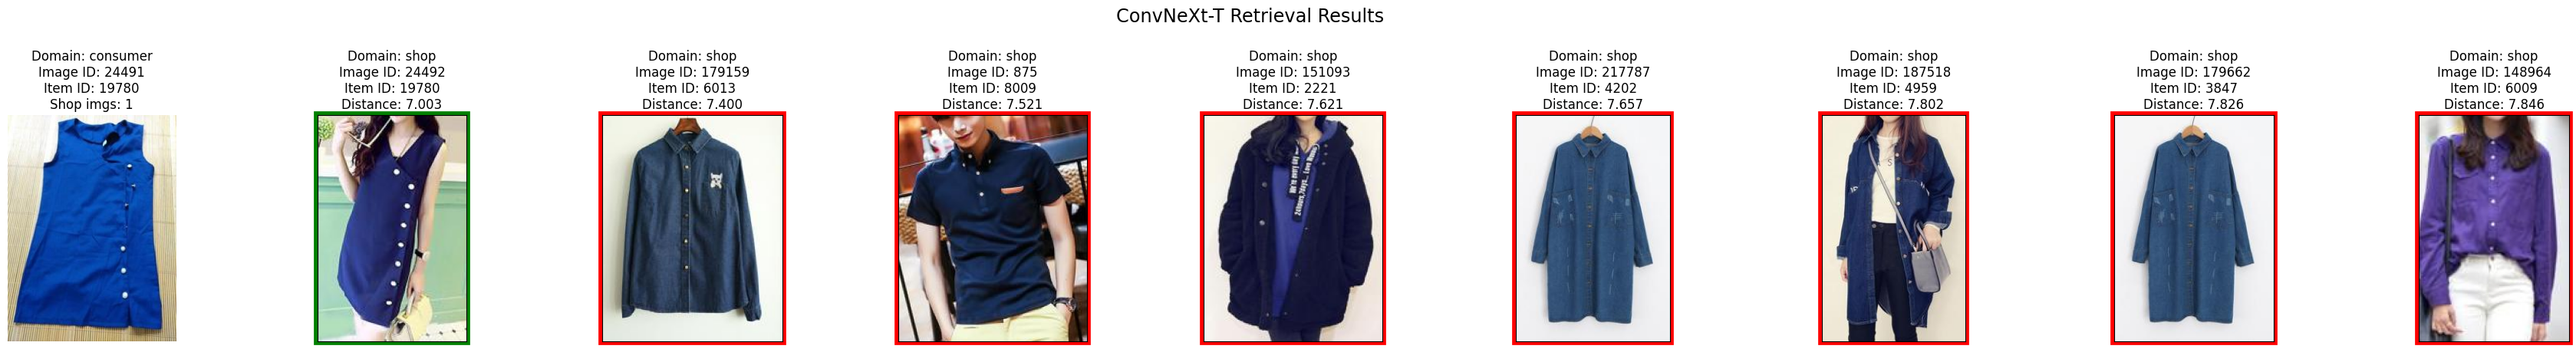 ConvNeXt-T Retrieval Results
Domain: consumer
Image ID: 24491
Item ID: 19780
Shop imgs: 1
Domain: shop
Image ID: 24492
Item ID: 19780
Distance: 7.003
Domain: shop
Image ID: 179159
Item ID: 6013
Distance: 7.400
Domain: shop
Image ID: 875
Item ID: 8009
Distance: 7.521
Domain: shop
Image ID: 151093
Item ID: 2221
Distance: 7.621
Domain: shop
Image ID: 217787
Item ID: 4202
Distance: 7.657
Domain: shop
Image ID: 187518
Item ID: 4959
Distance: 7.802
Domain: shop
Image ID: 179662
Item ID: 3847
Distance: 7.826
Domain: shop
Image ID: 148964
Item ID: 6009
Distance: 7.846